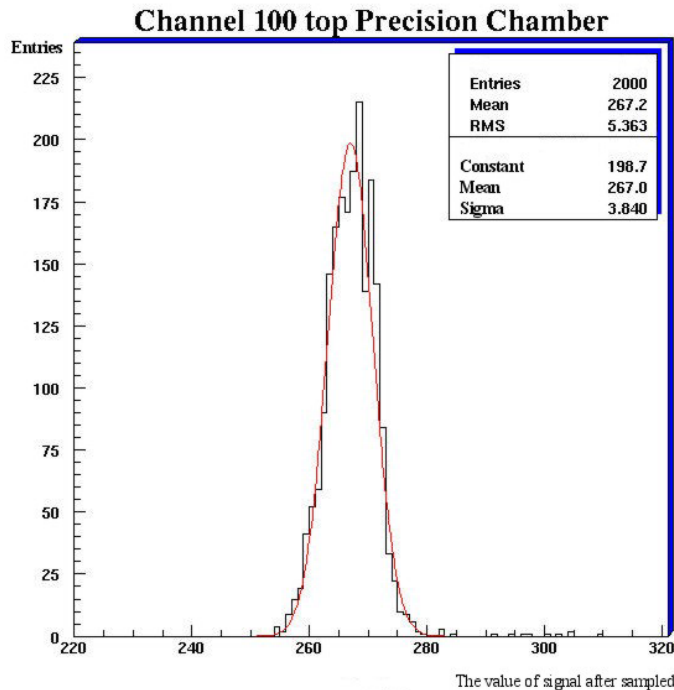 Channel 100 top Precision Chamber
Entries
225
200
175
150
125
100
75
50
25
0
Entries 2000
Mean 267.2
RMS 5.363
Constant 198.7
Mean 267.0
Sigma 3.840
220 240 260 280 300 320
The value of signal after sampled